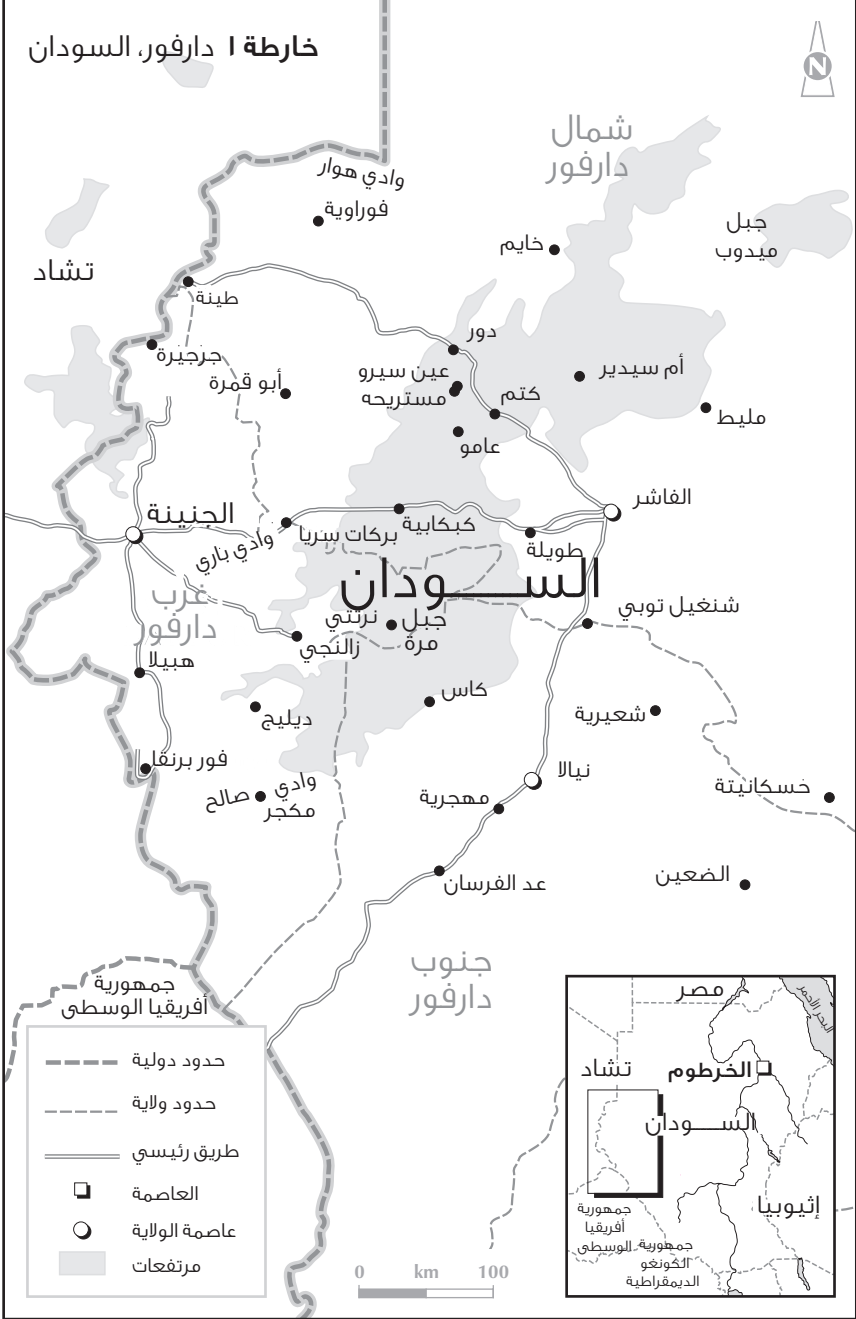 خارطة ١ دارفور، السودان
N
شمال
دارفور
وادي هوار
فوراوية
جبل
ميدوب
خايم
تشاد
طينة
دور
جرجيرة
عين سيرو
أم سيدير
أبو قمرة
مستريحه
كتم
مليط
عامو
الفاشر
الجنينة
كبكابية
بركات سريا
وادي باري
طويلة
الســـــودان
غرب
دارفور
شنغيل توبي
نرتتي
جبل
مرة
زالنجي
هبيلا
كاس
ديليج
شعيرية
فور برنقا
نيالا
وادي
صالح
مكجر
مهجرية
خسكانيتة
عد الفرسان
الضعين
جنوب
دارفور
جمهورية
أفريقيا الوسطى
حدود دولية
حدود ولاية
طريق رئيسي
العاصمة
عاصمة الولاية
مرتفعات
0 km 100
مصر
البحر الأحمر
تشاد
الخرطوم
الســـــودان
إثيوبيا
جمهورية
أفريقيا
الوسطى
جمهورية
الكونغو
الديمقراطية